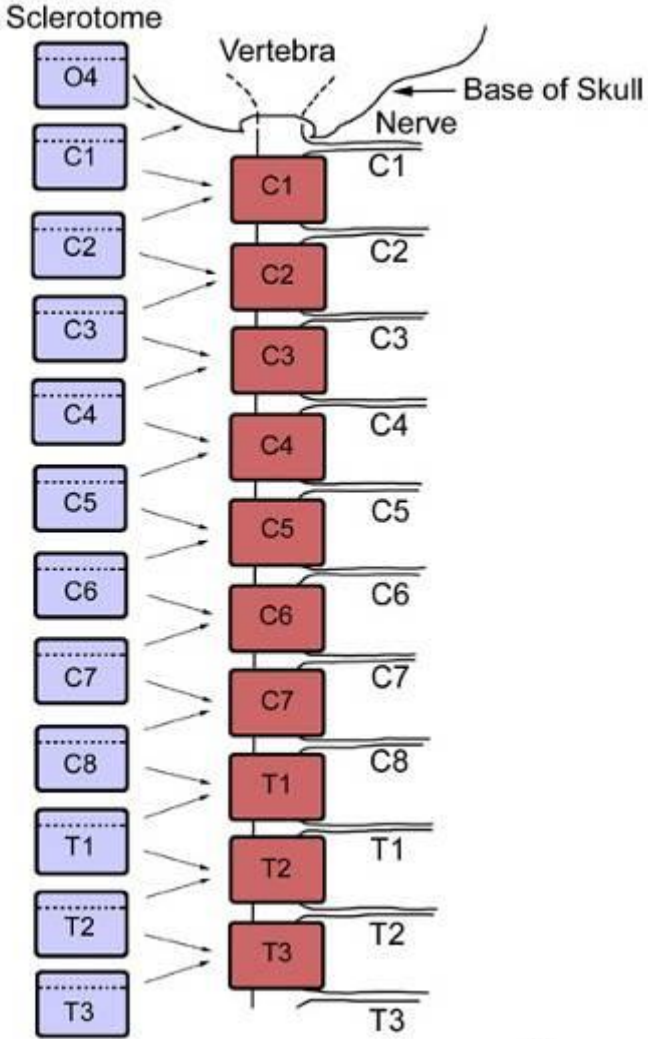 Sclerotome
Vertebra
Base of Skull
Nerve
O4
C1
C2
C3
C4
C5
C6
C7
C8
T1
T2
T3
C1
C2
C3
C4
C5
C6
C7
T1
T2
T3
C1
C2
C3
C4
C5
C6
C7
C8
T1
T2
T3